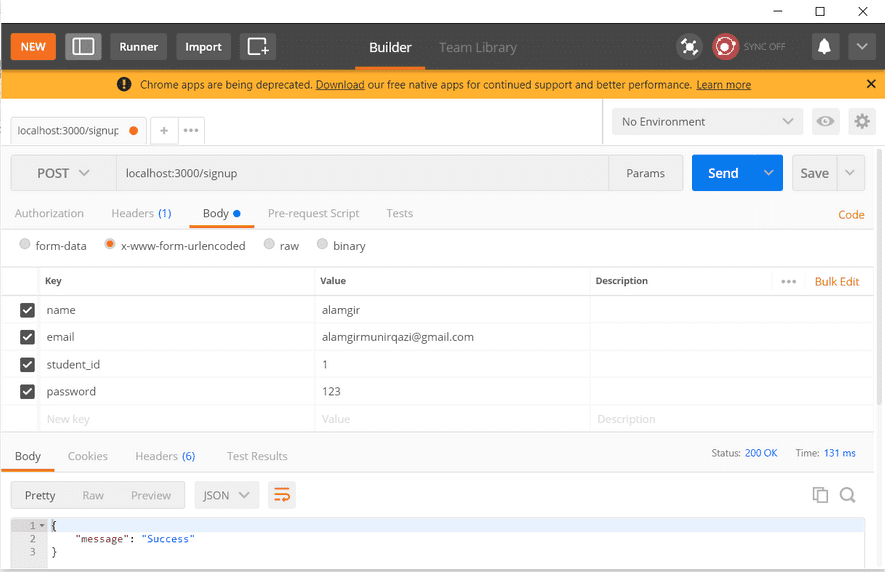 NEW Runner Import Builder Team Library SYNC OFF
! Chrome apps are being deprecated. Download our free native apps for continued support and better performance. Learn more
localhost:3000/signup No Environment
POST localhost:3000/signup Params Send Save
Authorization Headers (1) Body Pre-request Script Tests Code
form-data x-www-form-urlencoded raw binary
Key Value Description ••• Bulk Edit
name alamgir
email alamgirmunirqazi@gmail.com
student_id 1
password 123
New key Value Description
Body Cookies Headers (6) Test Results Status: 200 OK Time: 131 ms
Pretty Raw Preview JSON
1 {
2 "message": "Success"
3 }